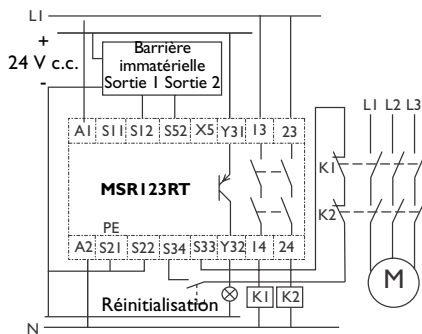 L1
+
24 V c.c.
-
Barrière
immatérielle
Sortie 1 Sortie 2
L1 L2 L3
A1 S11 S12 S52 X5 Y31 13 23
K1
MSR123RT
K2
PE
A2 S21 S22 S34 S33 Y32 14 24
M
Réinitialisation
K1 K2
N